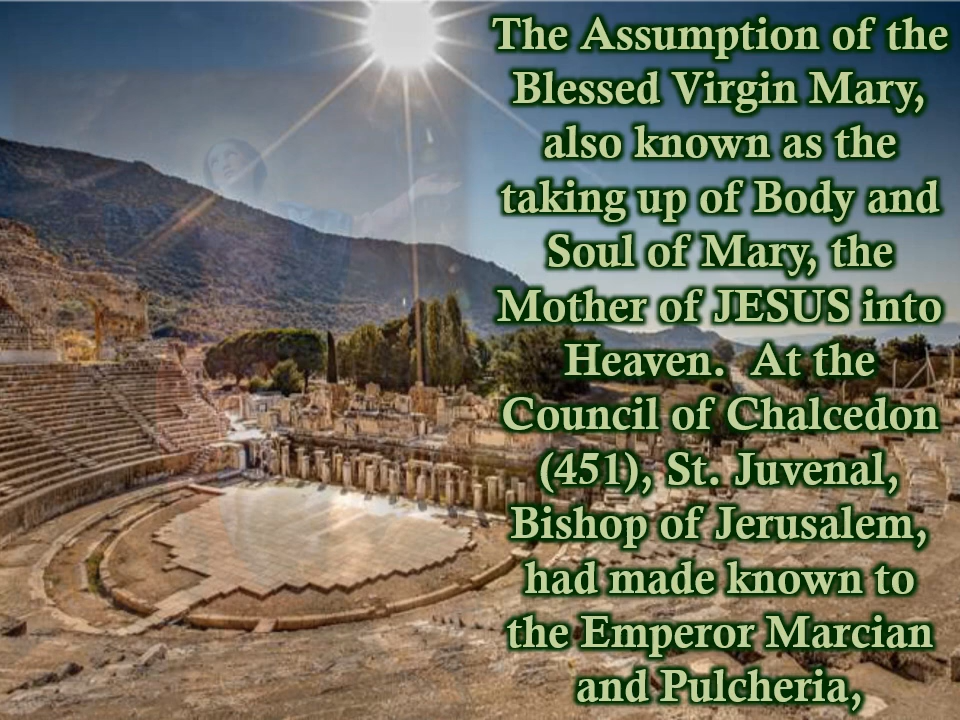 The Assumption of the
Blessed Virgin Mary,
also known as the
taking up of Body and
Soul of Mary, the
Mother of JESUS into
Heaven.  At the
Council of Chalcedon
(451), St. Juvenal,
Bishop of Jerusalem,
had made known to
the Emperor Marcian
and Pulcheria,